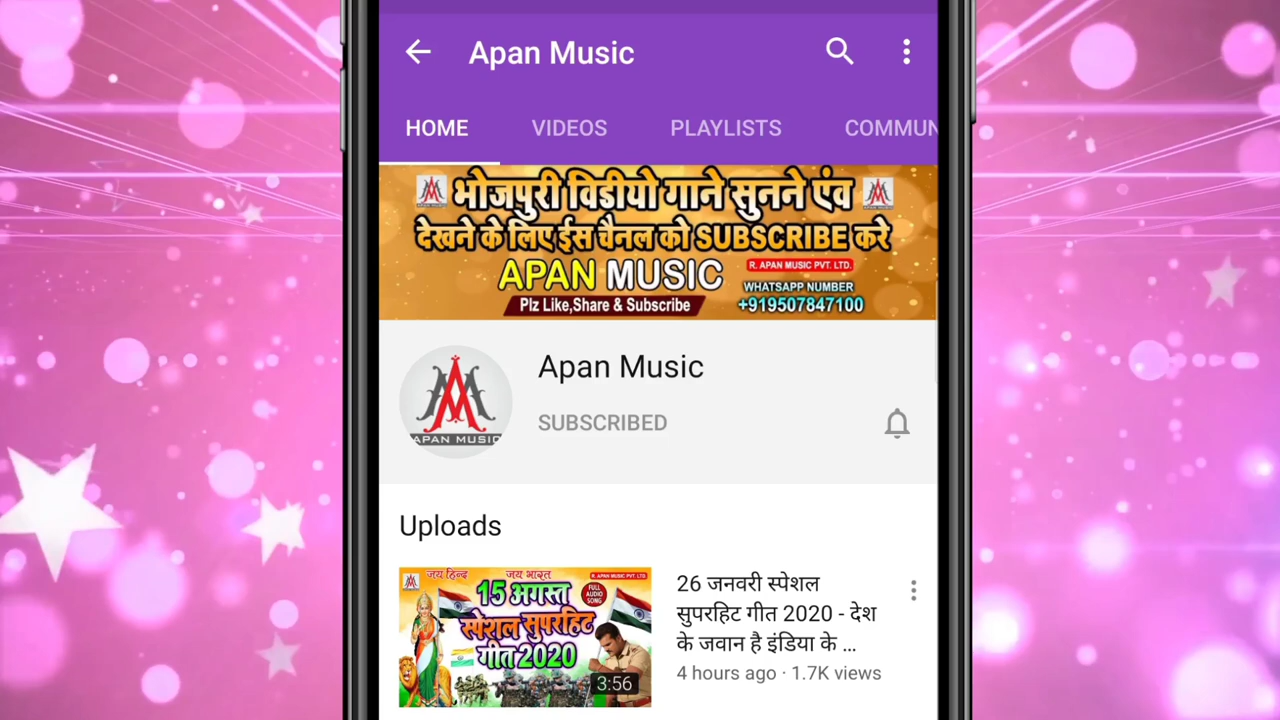 Apan Music
HOME VIDEOS PLAYLISTS COMMUN
भोजपुरी विडीयो गाने सुनने एंव
देखने के लिए ईस चैनल को SUBSCRIBE करे
APAN MUSIC
R. APAN MUSIC PVT. LTD.
WHATSAPP NUMBER
Plz Like,Share & Subscribe
+919507847100
Apan Music
APAN MUSIC
SUBSCRIBED
Uploads
जय हिन्द जय भारत
R. APAN MUSIC PVT. LTD
15 अगस्त
FULL
AUDIO
SONG
स्पेशल सुपरहिट
गीत 2020
3:56
26 जनवरी स्पेशल
सुपरहिट गीत 2020 - देश
के जवान है इंडिया के ...
4 hours ago · 1.7K views